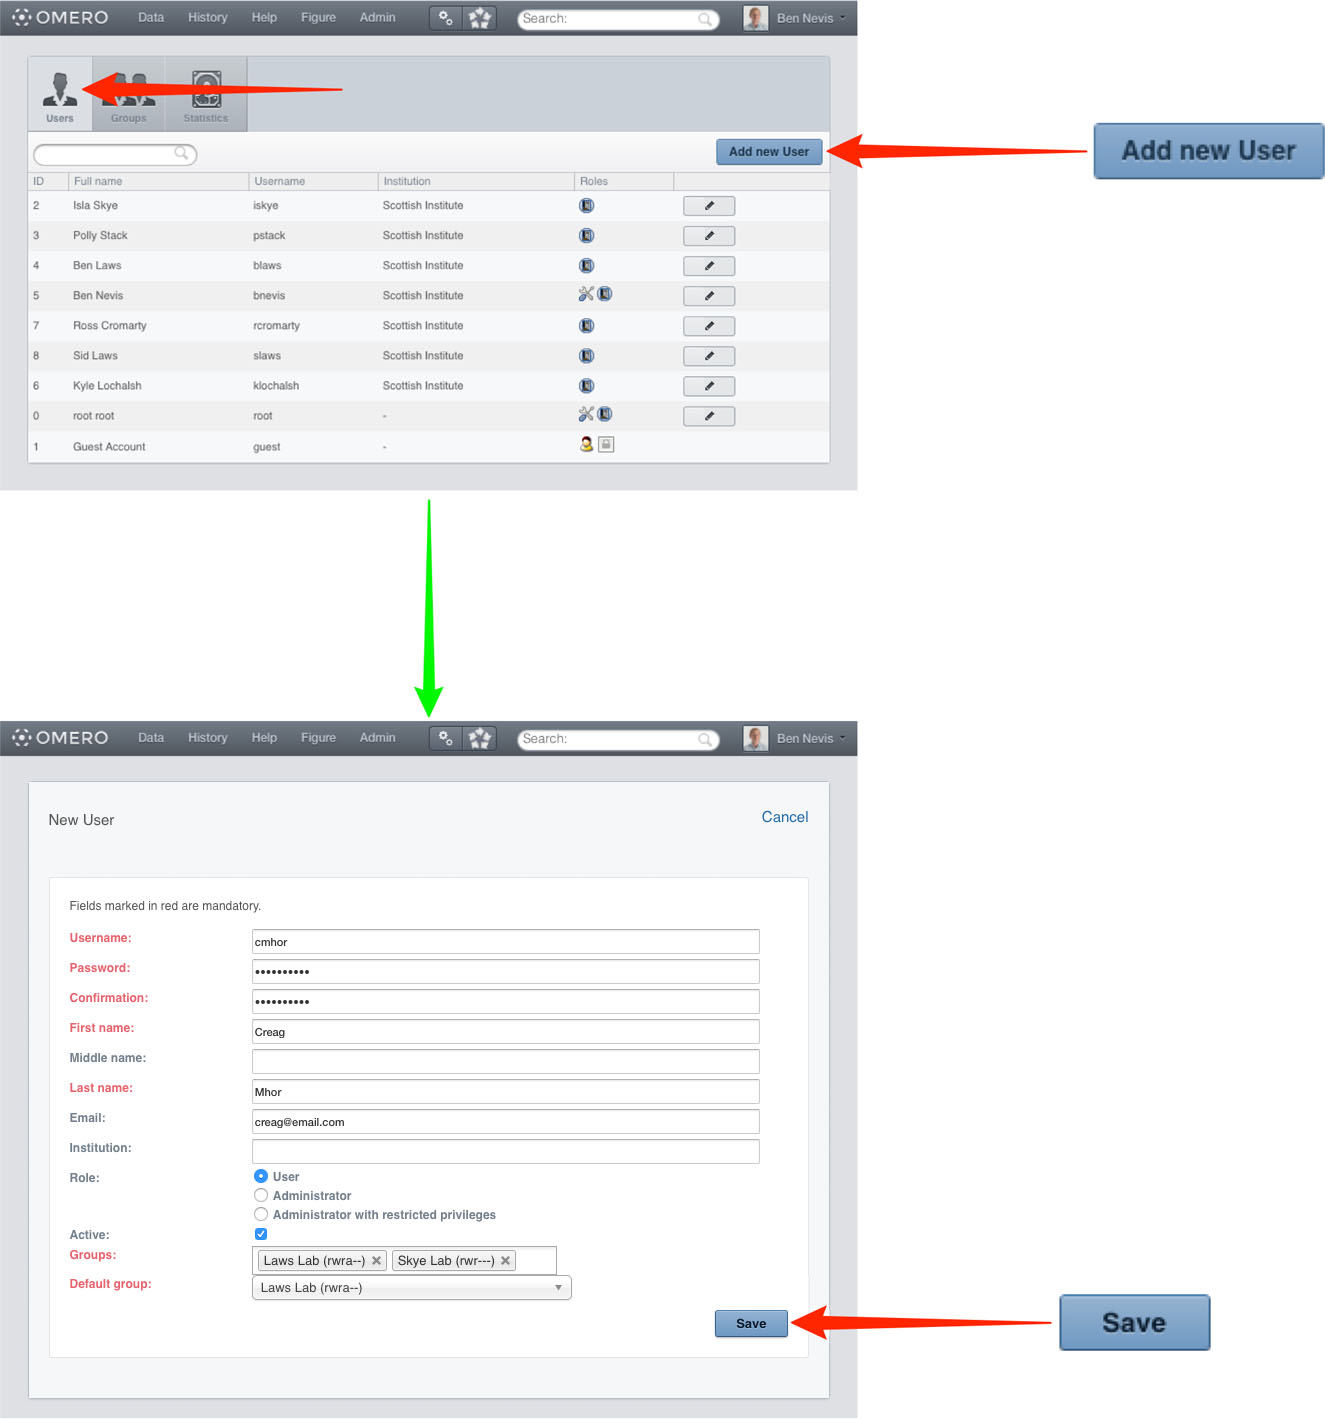 OMERO Data History Help Figure Admin Search: Ben Nevis
Users Groups Statistics
Add new User Add new User
ID Full name Username Institution Roles
2 Isla Skye iskye Scottish Institute
3 Polly Stack pstack Scottish Institute
4 Ben Laws blaws Scottish Institute
5 Ben Nevis bnevis Scottish Institute
7 Ross Cromarty rcromarty Scottish Institute
8 Sid Laws slaws Scottish Institute
6 Kyle Lochalsh klochalsh Scottish Institute
0 root root root -
1 Guest Account guest -
OMERO Data History Help Figure Admin Search: Ben Nevis
New User Cancel
Fields marked in red are mandatory.
Username: cmhor
Password: ••••••••••
Confirmation: ••••••••••
First name: Creag
Middle name:
Last name: Mhor
Email: creag@email.com
Institution:
Role: User
Administrator
Administrator with restricted privileges
Active:
Groups: Laws Lab (rwra--) Skye Lab (rwr---)
Default group: Laws Lab (rwra--)
Save Save